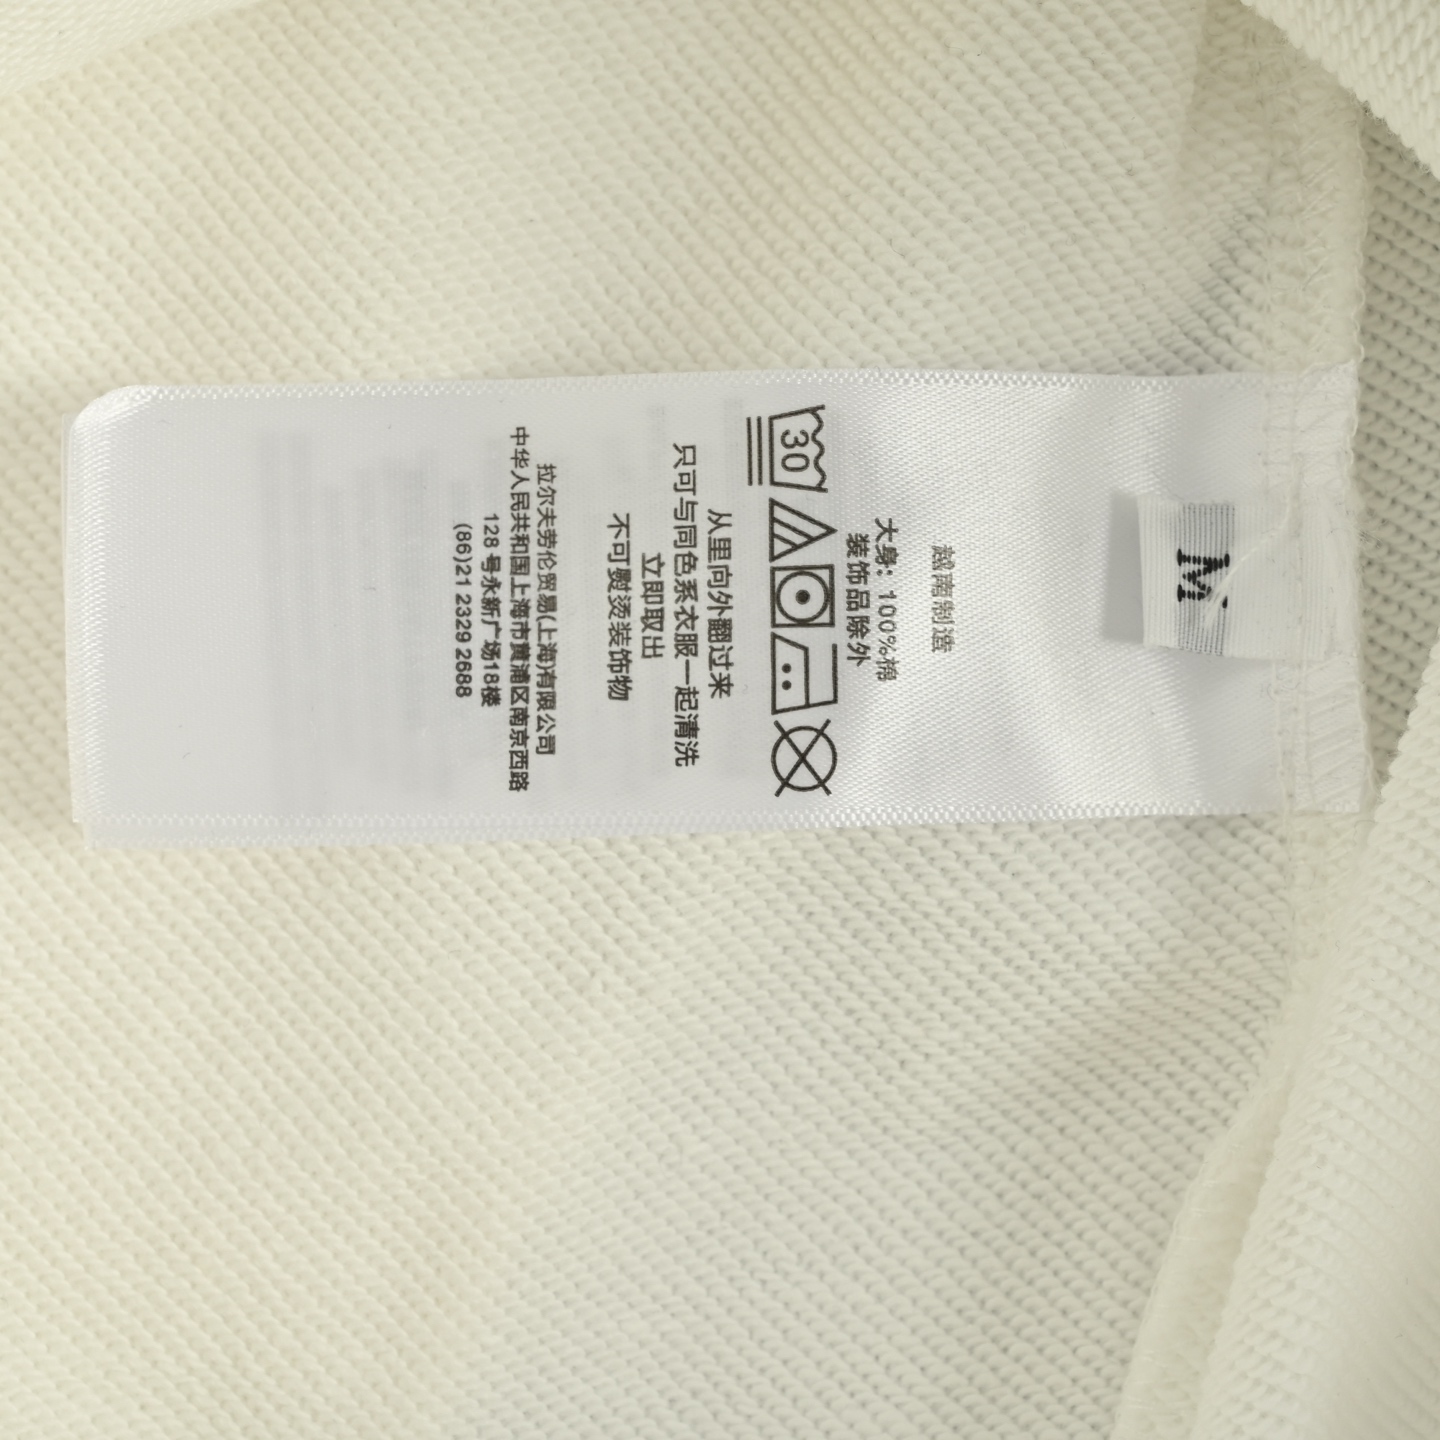 M
越南制造
大身: 100%棉
装饰品除外
30
从里向外翻过来
只可与同色系衣服一起清洗
立即取出
不可熨烫装饰物
拉尔夫劳伦贸易(上海)有限公司
中华人民共和国上海市黄浦区南京西路
128 号永新广场18楼
(86)21 2329 2688